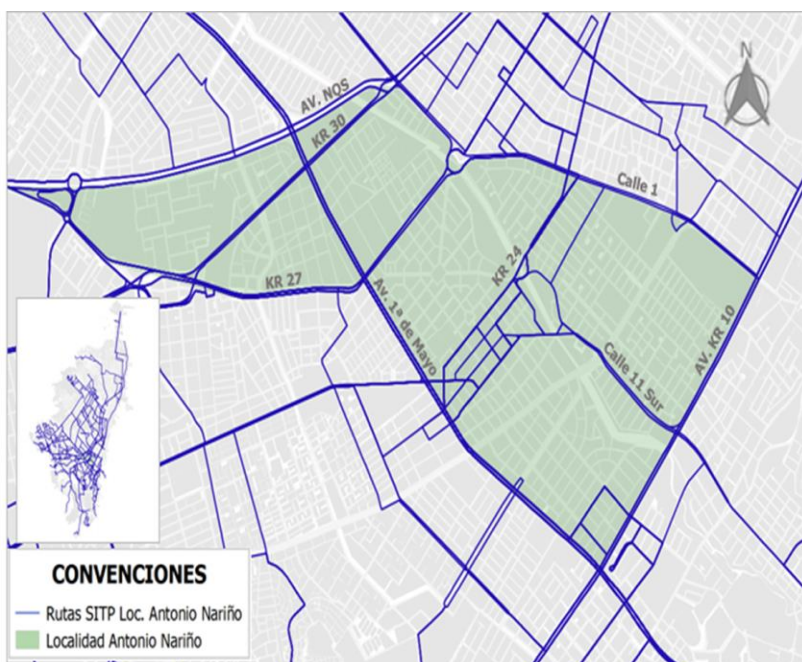 N
AV. NQS
KR 30
Calle 1
KR 24
KR 27
Av. 1ª de Mayo
AV. KR 10
Calle 11 Sur
CONVENCIONES
Rutas SITP Loc. Antonio Nariño
Localidad Antonio Nariño